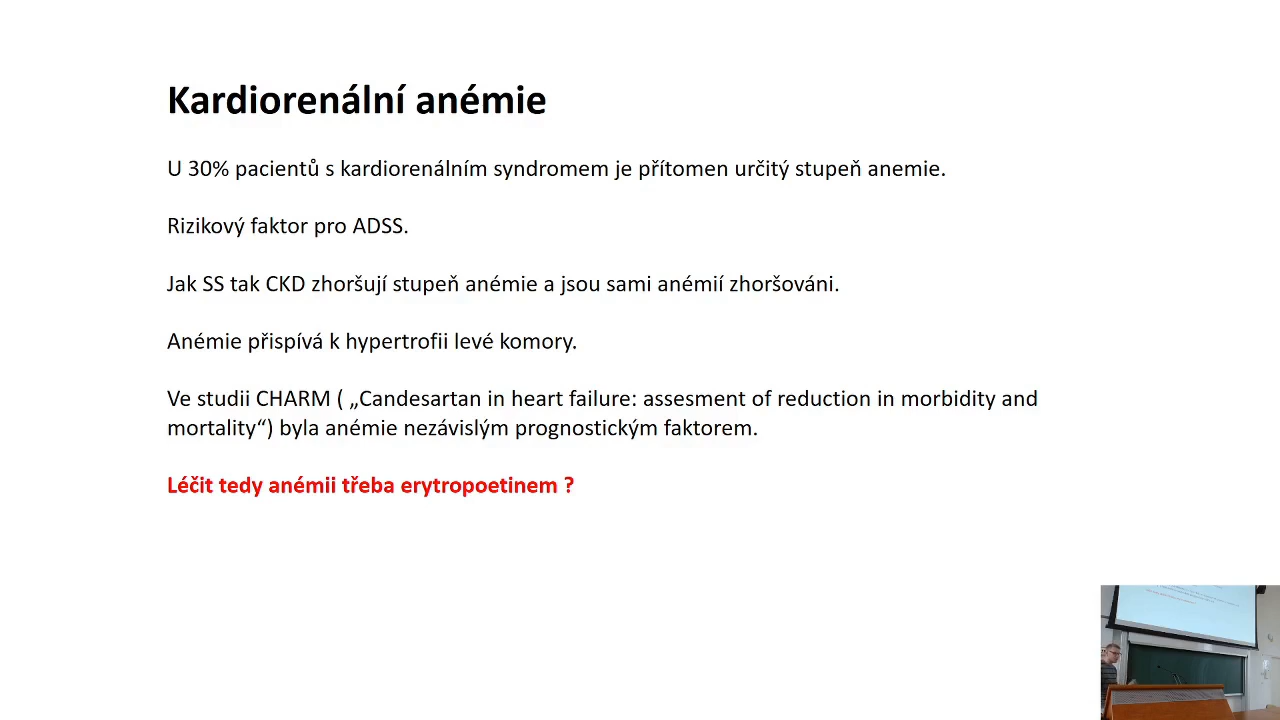 Kardiorenální anémie
U 30% pacientů s kardiorenálním syndromem je přítomen určitý stupeň anemie.
Rizikový faktor pro ADSS.
Jak SS tak CKD zhoršují stupeň anémie a jsou sami anémií zhoršováni.
Anémie přispívá k hypertrofii levé komory.
Ve studii CHARM ( „Candesartan in heart failure: assesment of reduction in morbidity and
mortality“) byla anémie nezávislým prognostickým faktorem.
Léčit tedy anémii třeba erytropoetinem ?